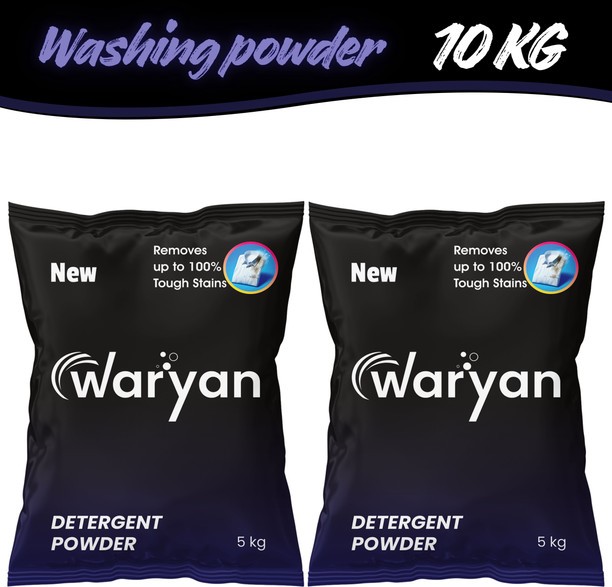 Washing powder 10 KG
New
Removes
up to 100%
Tough Stains
waryan
DETERGENT
POWDER
5 kg
New
Removes
up to 100%
Tough Stains
waryan
DETERGENT
POWDER
5 kg